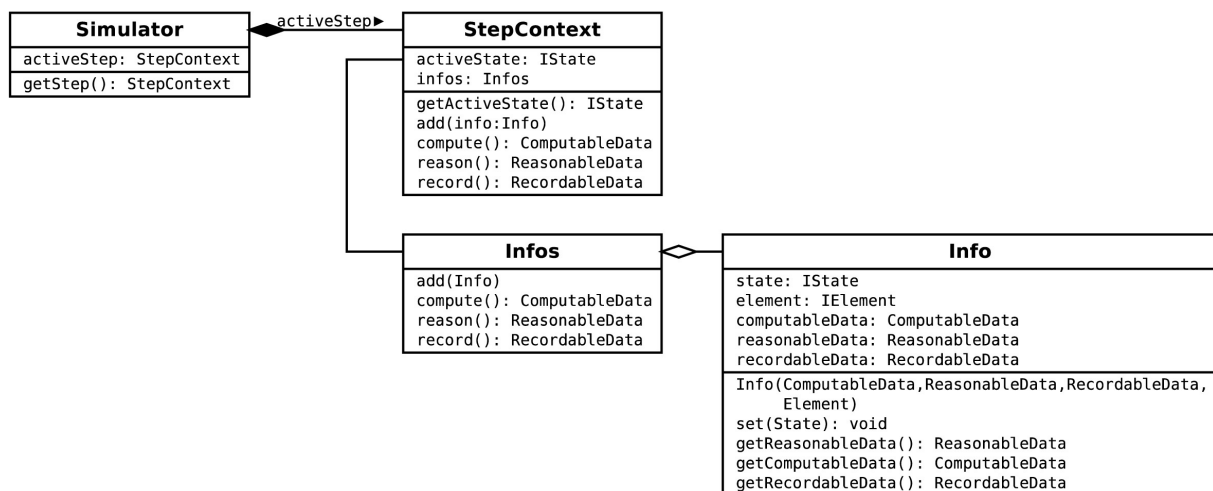 Simulator
activeStep: StepContext
getStep(): StepContext
activeStep►
StepContext
activeState: IState
infos: Infos
getActiveState(): IState
add(info:Info)
compute(): ComputableData
reason(): ReasonableData
record(): RecordableData
Infos
add(Info)
compute(): ComputableData
reason(): ReasonableData
record(): RecordableData
Info
state: IState
element: IElement
computableData: ComputableData
reasonableData: ReasonableData
recordableData: RecordableData
Info(ComputableData,ReasonableData,RecordableData,
Element)
set(State): void
getReasonableData(): ReasonableData
getComputableData(): ComputableData
getRecordableData(): RecordableData